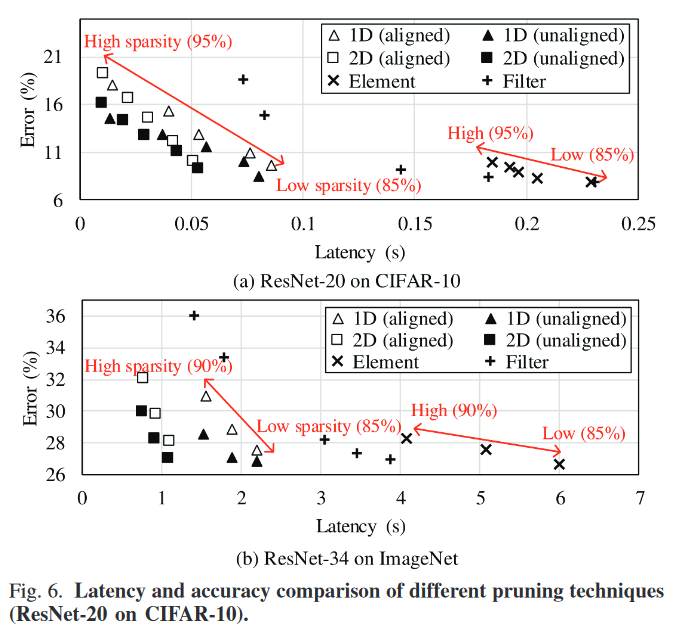 21
16
11
6
Error (%)
High sparsity (95%)
Low sparsity (85%)
1D (aligned) 1D (unaligned)
2D (aligned) 2D (unaligned)
Element Filter
High (95%)
Low (85%)
0 0.05 0.1 0.15 0.2 0.25
Latency (s)
(a) ResNet-20 on CIFAR-10
36
34
32
30
28
26
Error (%)
1D (aligned) 1D (unaligned)
2D (aligned) 2D (unaligned)
Element Filter
High sparsity (90%)
Low sparsity (85%)
High (90%)
Low (85%)
0 1 2 3 4 5 6 7
Latency (s)
(b) ResNet-34 on ImageNet
Fig. 6. Latency and accuracy comparison of different pruning techniques
(ResNet-20 on CIFAR-10).